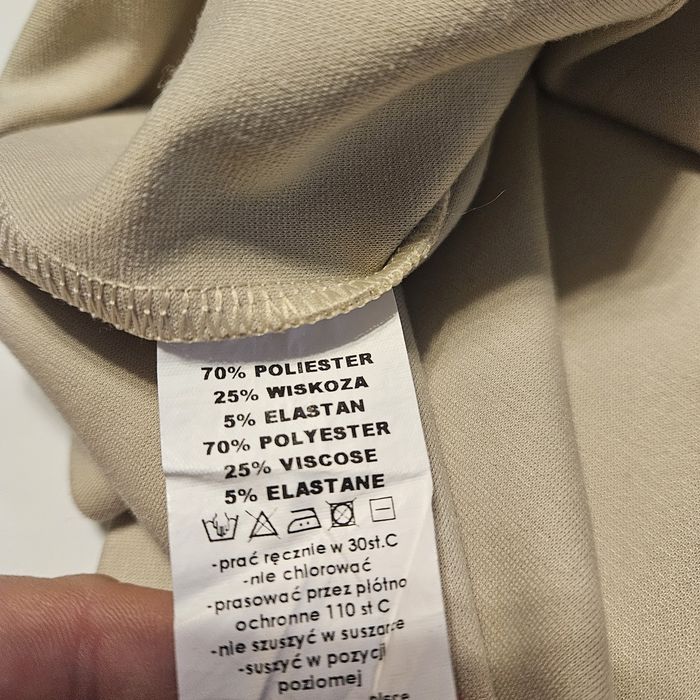 70% POLIESTER
25% WISKOZA
5% ELASTAN
70% POLYESTER
25% VISCOSE
5% ELASTANE
-prać ręcznie w 30st.C
-nie chlorować
-prasować przez płótno
ochronne 110 st C
-nie szuszyć w suszarce
-suszyć w pozycji
poziomej